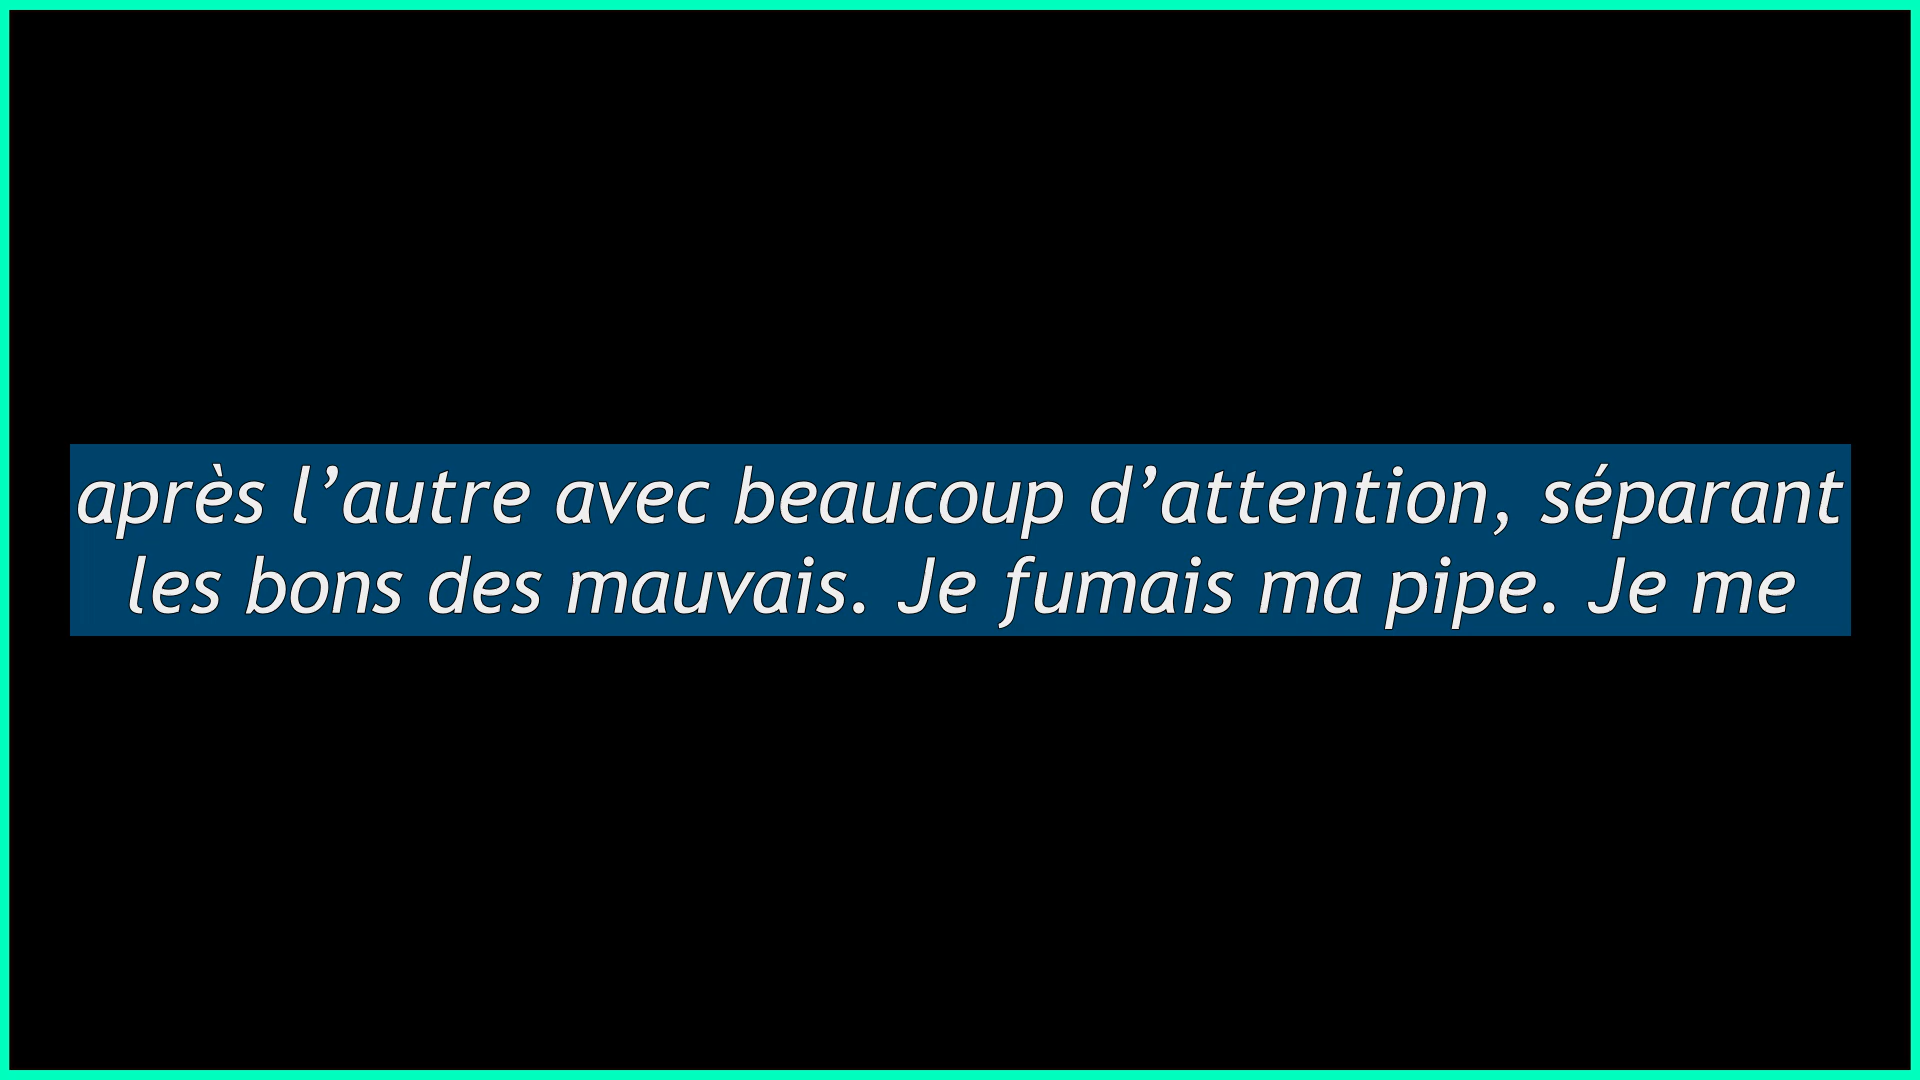 après l’autre avec beaucoup d’attention, séparant
les bons des mauvais. Je fumais ma pipe. Je me